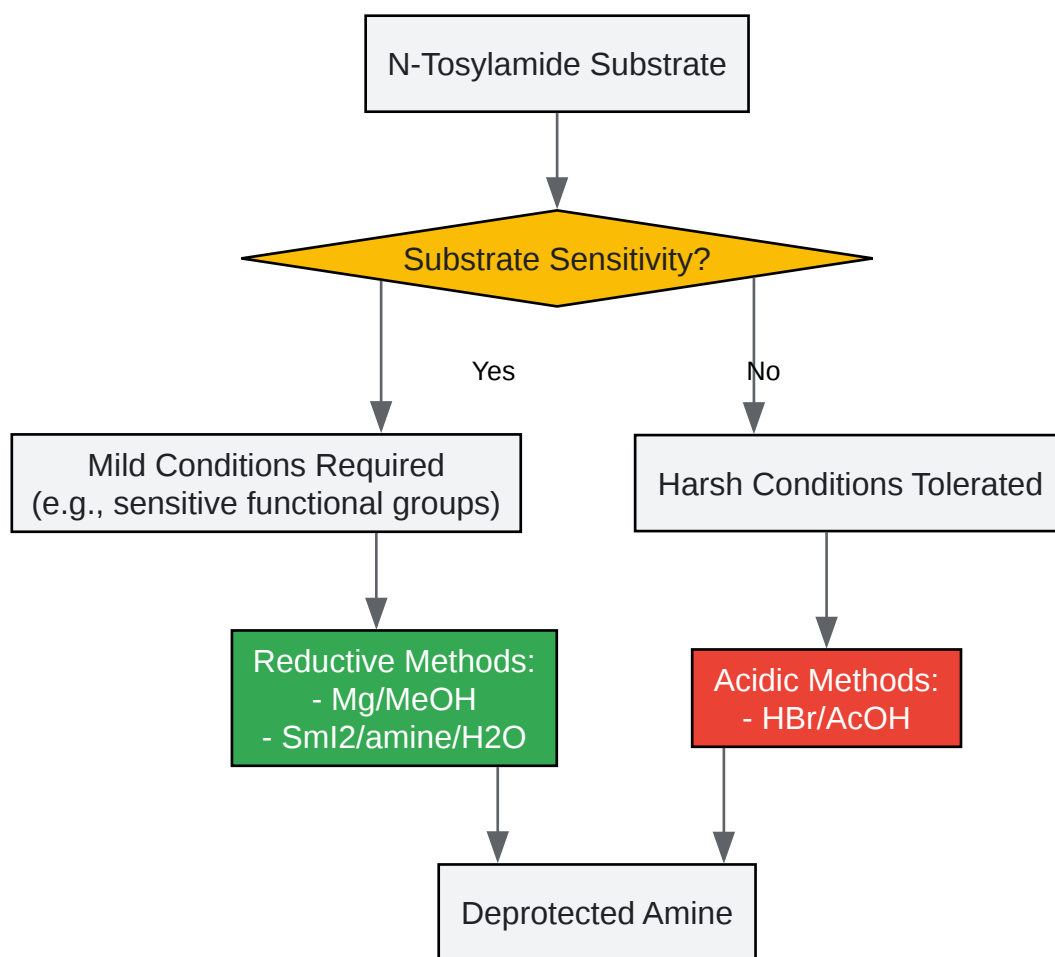 N-Tosylamide Substrate
Substrate Sensitivity?
Yes
No
Mild Conditions Required
(e.g., sensitive functional groups)
Harsh Conditions Tolerated
Reductive Methods:
- Mg/MeOH
- SmI2/amine/H2O
Acidic Methods:
- HBr/AcOH
Deprotected Amine